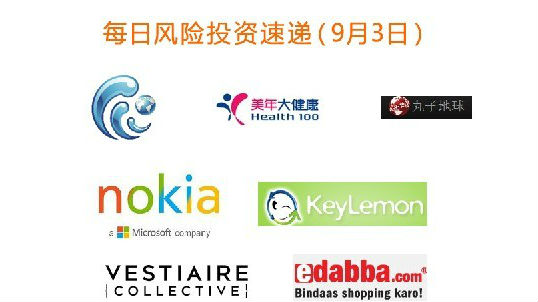 每日风险投资速递(9月3日)
美年大健康
Health 100
丸子地球
nokia
a Microsoft company
KeyLemon
VESTIAIRE
COLLECTIVE
edabba.com®
Bindaas shopping karo!